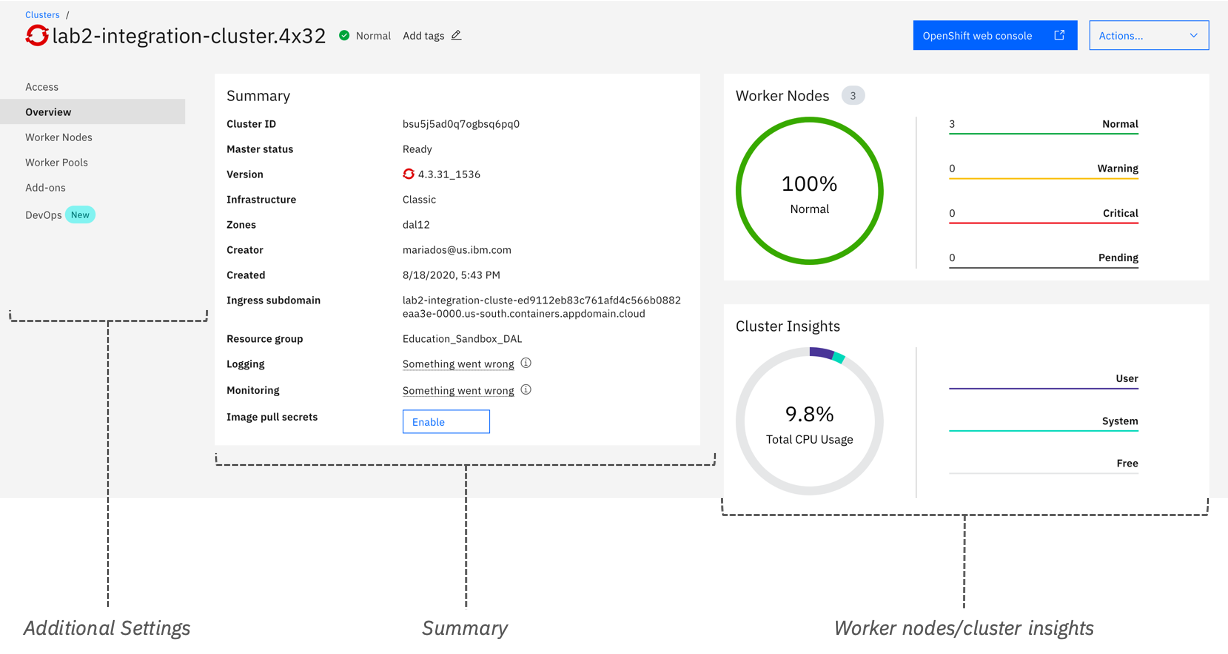 Clusters /
lab2-integration-cluster.4x32 Normal Add tags
OpenShift web console
Actions...
Access
Overview
Worker Nodes
Worker Pools
Add-ons
DevOps New
Summary
Cluster ID bsu5j5ad0q7ogbsq6pq0
Master status Ready
Version 4.3.31_1536
Infrastructure Classic
Zones dal12
Creator mariados@us.ibm.com
Created 8/18/2020, 5:43 PM
Ingress subdomain lab2-integration-cluste-ed9112eb83c761afd4c566b0882
eaa3e-0000.us-south.containers.appdomain.cloud
Resource group Education_Sandbox_DAL
Logging Something went wrong
Monitoring Something went wrong
Image pull secrets Enable
Worker Nodes 3
100%
Normal
3 Normal
0 Warning
0 Critical
0 Pending
Cluster Insights
9.8%
Total CPU Usage
User
System
Free
Additional Settings
Summary
Worker nodes/cluster insights